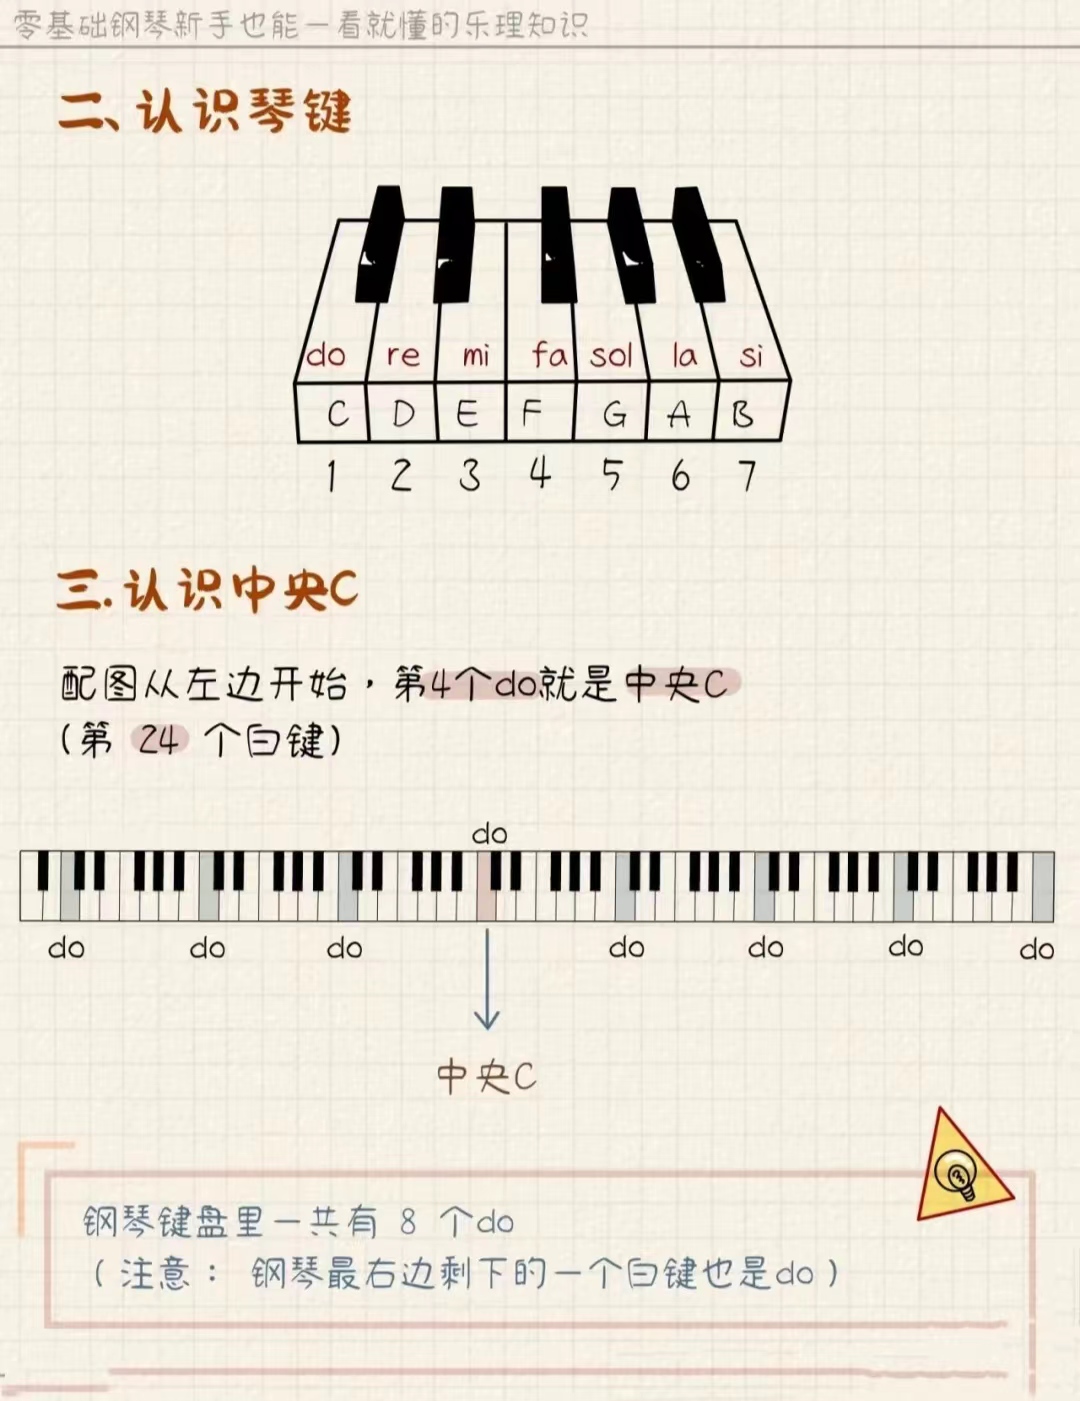 零基础钢琴新手也能一看就懂的乐理知识
二、认识琴键
do re mi fa sol la si
C D E F G A B
1 2 3 4 5 6 7
三.认识中央C
配图从左边开始，第4个do就是中央C
(第 24 个白键)
do
do do do do do do do
中央C
钢琴键盘里一共有 8 个do
(注意： 钢琴最右边剩下的一个白键也是do)